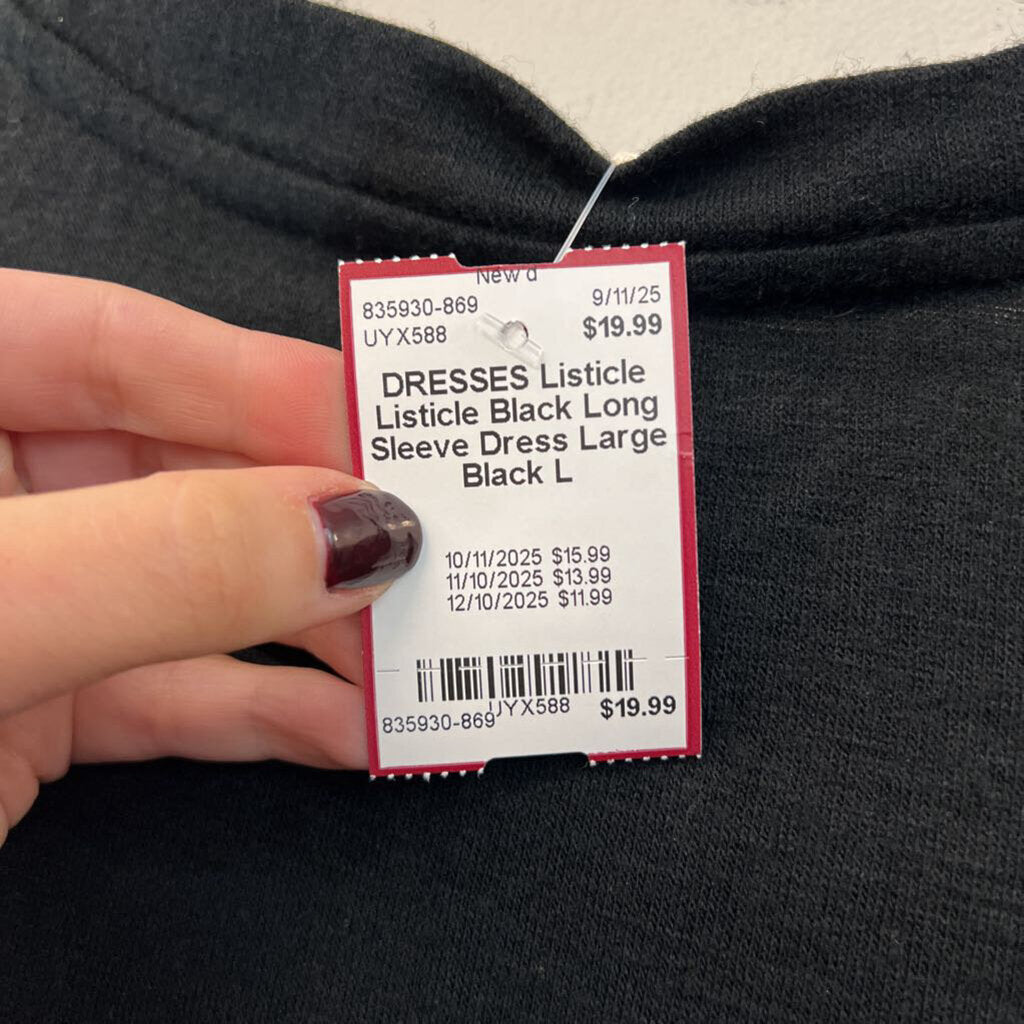 New d
835930-869 9/11/25
UYX588 $19.99
DRESSES Listicle
Listicle Black Long
Sleeve Dress Large
Black L
10/11/2025 $15.99
11/10/2025 $13.99
12/10/2025 $11.99
835930-869 UYX588 $19.99